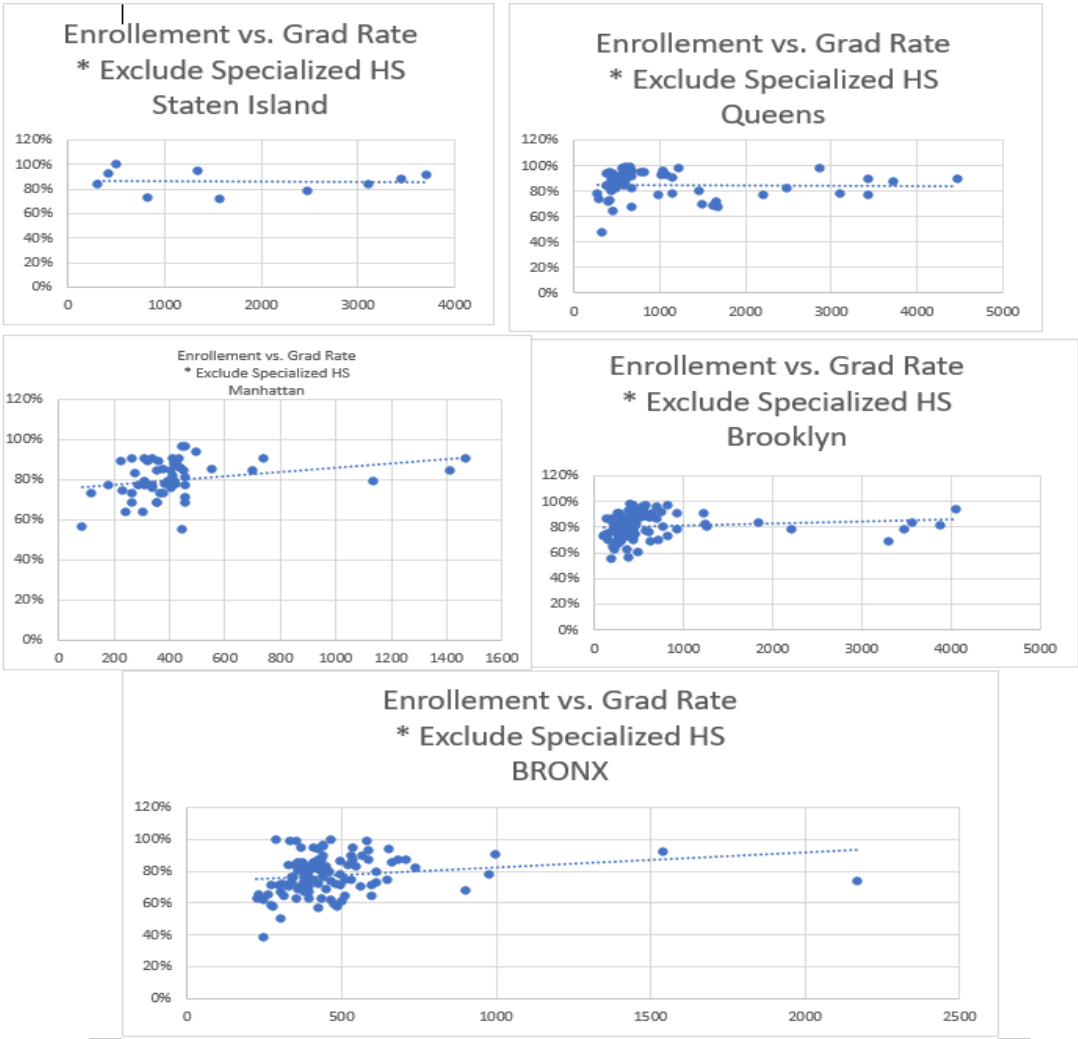 Enrollement vs. Grad Rate
* Exclude Specialized HS
Staten Island
120%
100%
80%
60%
40%
20%
0%
0 1000 2000 3000 4000
Enrollement vs. Grad Rate
* Exclude Specialized HS
Queens
120%
100%
80%
60%
40%
20%
0%
0 1000 2000 3000 4000 5000
Enrollement vs. Grad Rate
* Exclude Specialized HS
Manhattan
120%
100%
80%
60%
40%
20%
0%
0 200 400 600 800 1000 1200 1400 1600
Enrollement vs. Grad Rate
* Exclude Specialized HS
Brooklyn
120%
100%
80%
60%
40%
20%
0%
0 1000 2000 3000 4000 5000
Enrollement vs. Grad Rate
* Exclude Specialized HS
BRONX
120%
100%
80%
60%
40%
20%
0%
0 500 1000 1500 2000 2500